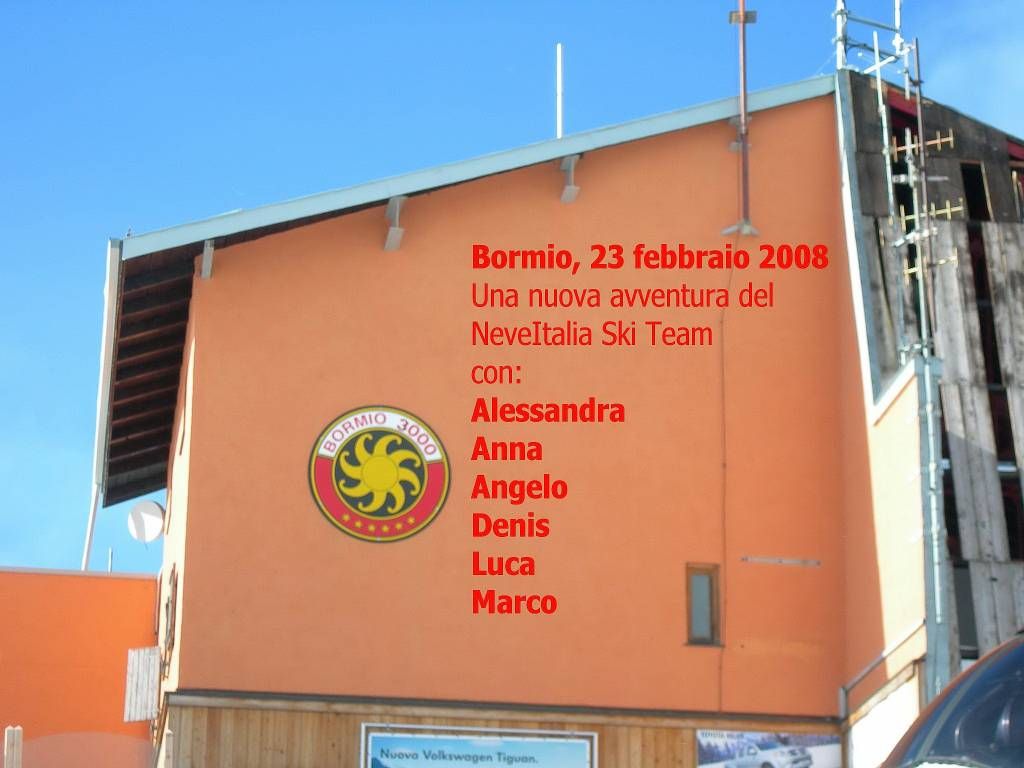 Bormio, 23 febbraio 2008
Una nuova avventura del
NeveItalia Ski Team
con:
Alessandra
Anna
Angelo
Denis
Luca
Marco
BORMIO 3000
Nuova Volkswagen Tiguan.